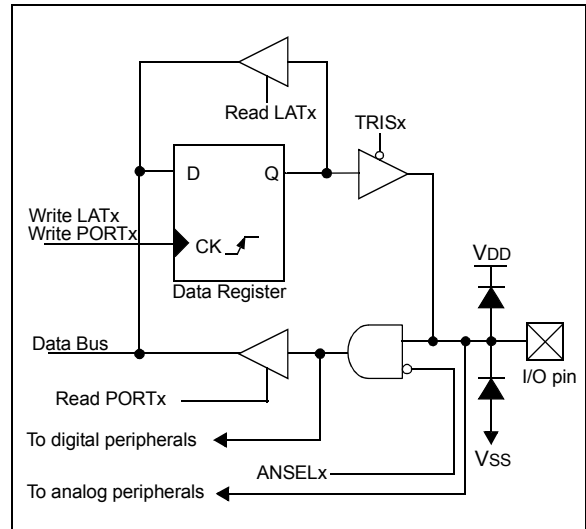 Read LATx
TRISx
D Q
Write LATx
Write PORTx
CK
Data Register
VDD
Data Bus
I/O pin
Read PORTx
To digital peripherals
VSS
ANSELx
To analog peripherals